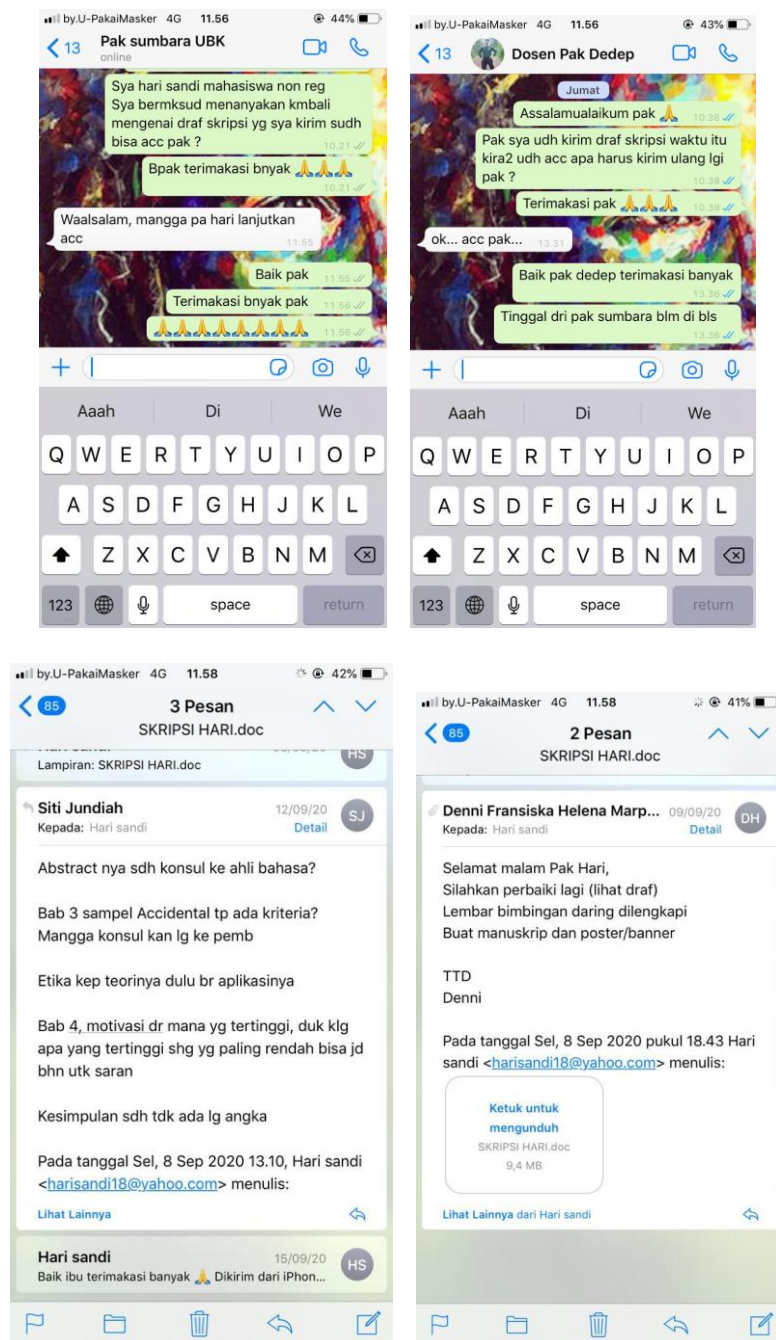 by.U-PakaiMasker 4G 11.56 44%
13 Pak sumbara UBK
online
Sya hari sandi mahasiswa non reg
Sya bermksud menanyakan kmbali
mengenai draf skripsi yg sya kirim sudh
bisa acc pak ?
10.21
Bpak terimakasi bnyak 🙏🙏🙏
10.21
Waalsalam, mangga pa hari lanjutkan
acc
11.55
Baik pak 11.55
Terimakasi bnyak pak 11.56
🙏🙏🙏🙏🙏🙏🙏🙏 11.56
Aaah Di We
Q W E R T Y U I O P
A S D F G H J K L
Z X C V B N M
123 space return
by.U-PakaiMasker 4G 11.56 43%
13 Dosen Pak Dedep
Jumat
Assalamualaikum pak 🙏 10.38
Pak sya udh kirim draf skripsi waktu itu
kira2 udh acc apa harus kirim ulang lgi
pak ?
10.38
Terimakasi pak 🙏🙏🙏 10.39
ok... acc pak... 13.31
Baik pak dedep terimakasi banyak
13.36
Tinggal dri pak sumbara blm di bls
13.36
Aaah Di We
Q W E R T Y U I O P
A S D F G H J K L
Z X C V B N M
123 space return
by.U-PakaiMasker 4G 11.58 42%
85 3 Pesan
SKRIPSI HARI.doc
HS
Lampiran: SKRIPSI HARI.doc
Siti Jundiah 12/09/20 SJ
Kepada: Hari sandi Detail
Abstract nya sdh konsul ke ahli bahasa?
Bab 3 sampel Accidental tp ada kriteria?
Mangga konsul kan lg ke pemb
Etika kep teorinya dulu br aplikasinya
Bab 4, motivasi dr mana yg tertinggi, duk klg
apa yang tertinggi shg yg paling rendah bisa jd
bhn utk saran
Kesimpulan sdh tdk ada lg angka
Pada tanggal Sel, 8 Sep 2020 13.10, Hari sandi
<harisandi18@yahoo.com> menulis:
Lihat Lainnya
Hari sandi 15/09/20 HS
Baik ibu terimakasi banyak 🙏 Dikirim dari iPhon...
by.U-PakaiMasker 4G 11.58 41%
85 2 Pesan
SKRIPSI HARI.doc
Denni Fransiska Helena Marp... 09/09/20 DH
Kepada: Hari sandi Detail
Selamat malam Pak Hari,
Silahkan perbaiki lagi (lihat draf)
Lembar bimbingan daring dilengkapi
Buat manuskrip dan poster/banner
TTD
Denni
Pada tanggal Sel, 8 Sep 2020 pukul 18.43 Hari
sandi <harisandi18@yahoo.com> menulis:
Ketuk untuk
mengunduh
SKRIPSI HARI.doc
9,4 MB
Lihat Lainnya dari Hari sandi